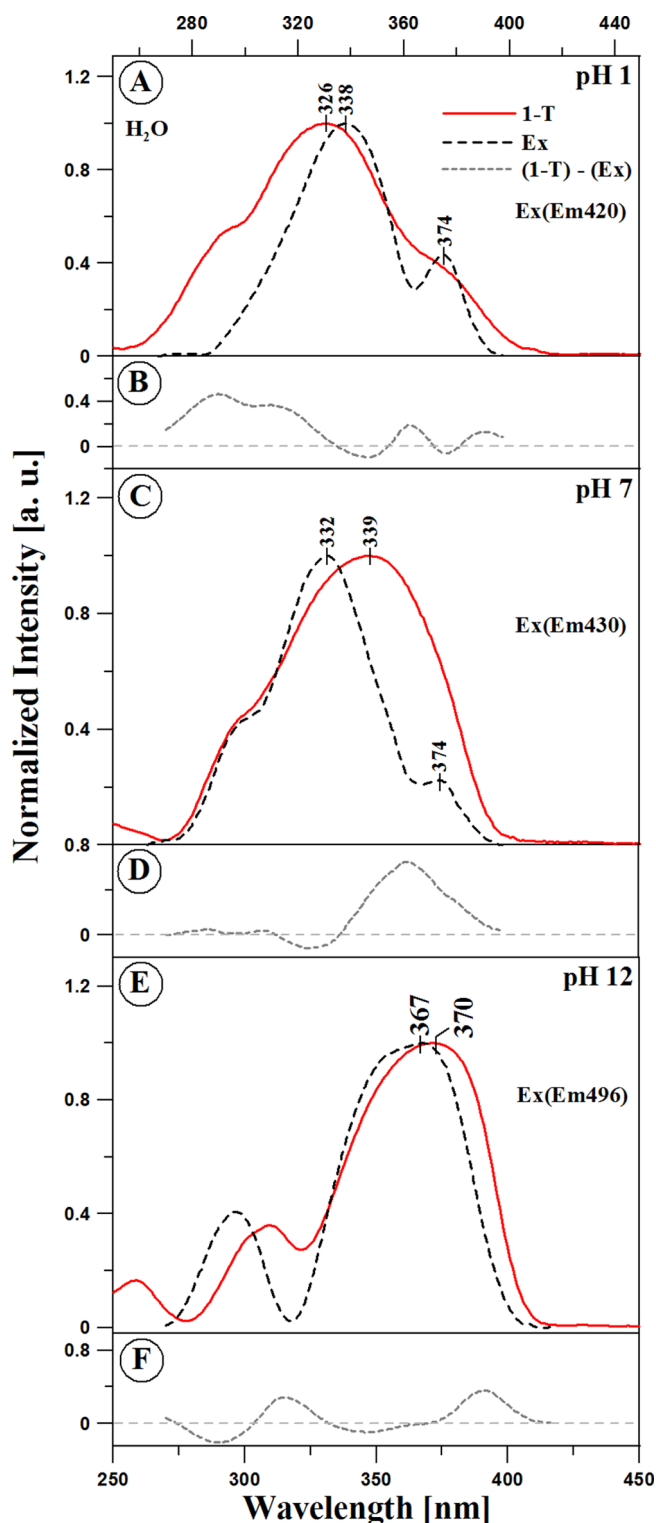 280 320 360 400 440
A
pH 1
H₂O
326
338
374
1-T
Ex
(1-T) - (Ex)
Ex(Em420)
1.2
0.8
0.4
0
B
0.4
0
C
pH 7
332
339
374
Ex(Em430)
1.2
0.8
0.4
0.8
D
0
E
pH 12
367
370
Ex(Em496)
1.2
0.8
0.4
0
F
0.8
0
250 300 350 400 450
Wavelength [nm]
Normalized Intensity [a. u.]